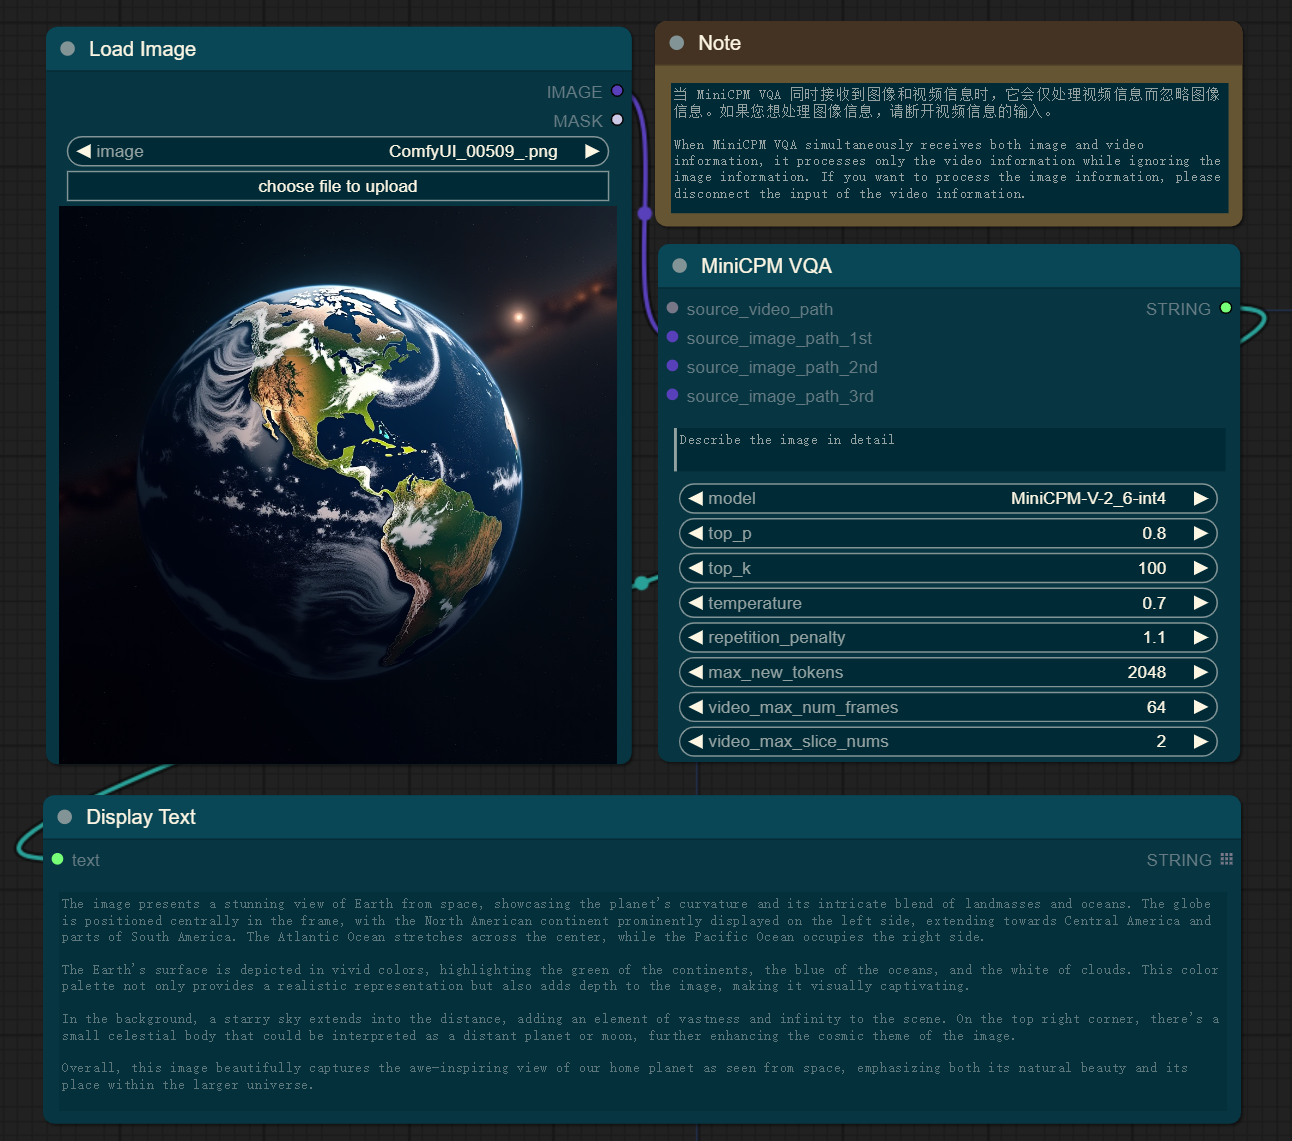 Load Image
IMAGE
MASK
image
ComfyUI_00509_.png
choose file to upload
Note
当 MiniCPM VQA 同时接收到图像和视频信息时，它会仅处理视频信息而忽略图像
信息。如果您想处理图像信息，请断开视频信息的输入。
When MiniCPM VQA simultaneously receives both image and video
information, it processes only the video information while ignoring the
image information. If you want to process the image information, please
disconnect the input of the video information.
MiniCPM VQA
source_video_path
STRING
source_image_path_1st
source_image_path_2nd
source_image_path_3rd
Describe the image in detail
model MiniCPM-V-2_6-int4
top_p 0.8
top_k 100
temperature 0.7
repetition_penalty 1.1
max_new_tokens 2048
video_max_num_frames 64
video_max_slice_nums 2
Display Text
text
STRING
The image presents a stunning view of Earth from space, showcasing the planet's curvature and its intricate blend of landmasses and oceans. The globe
is positioned centrally in the frame, with the North American continent prominently displayed on the left side, extending towards Central America and
parts of South America. The Atlantic Ocean stretches across the center, while the Pacific Ocean occupies the right side.
The Earth's surface is depicted in vivid colors, highlighting the green of the continents, the blue of the oceans, and the white of clouds. This color
palette not only provides a realistic representation but also adds depth to the image, making it visually captivating.
In the background, a starry sky extends into the distance, adding an element of vastness and infinity to the scene. On the top right corner, there's a
small celestial body that could be interpreted as a distant planet or moon, further enhancing the cosmic theme of the image.
Overall, this image beautifully captures the awe-inspiring view of our home planet as seen from space, emphasizing both its natural beauty and its
place within the larger universe.